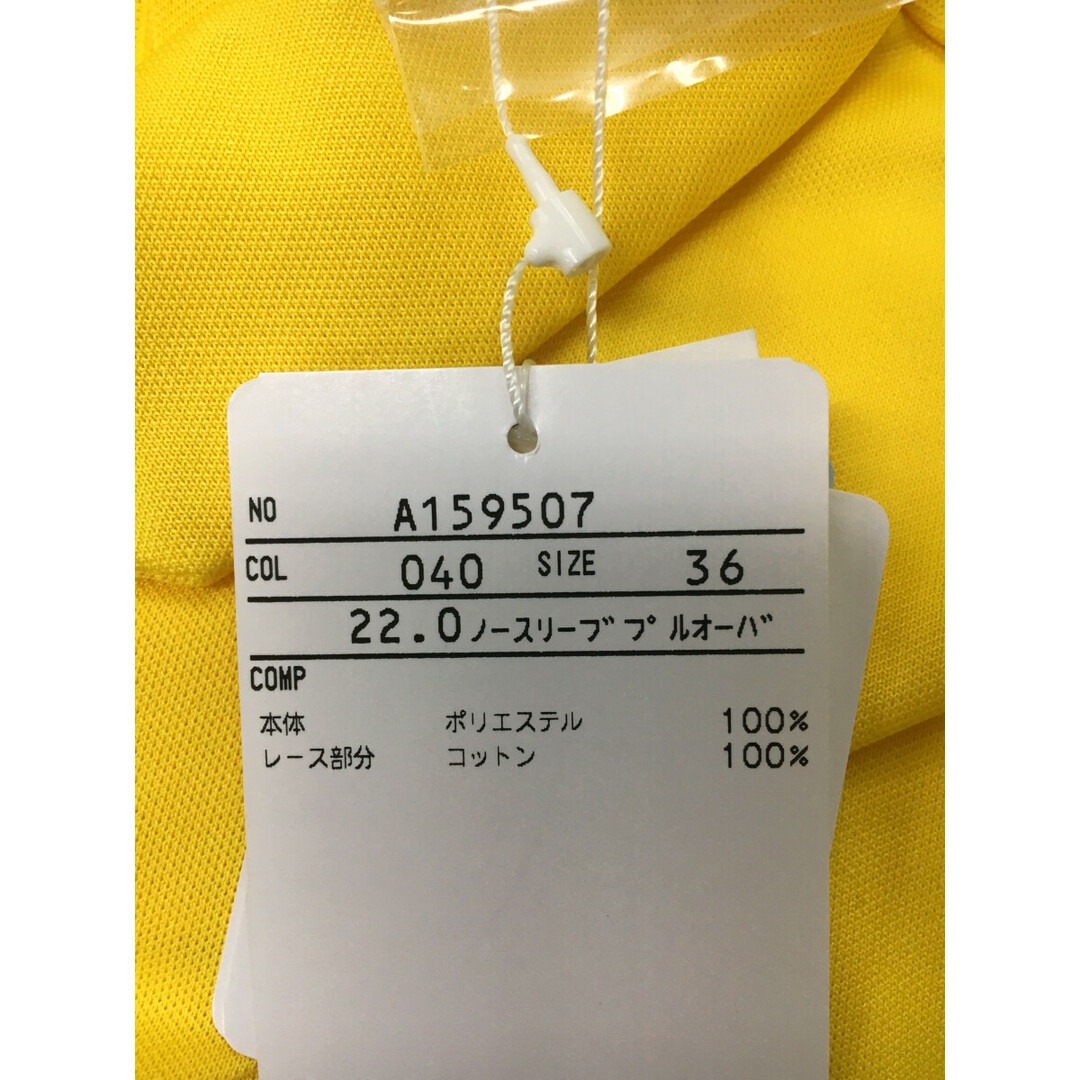 NO A159507
COL 040 SIZE 36
22.0ノースリーブプルオーバ
COMP
本体 ポリエステル 100%
レース部分 コットン 100%